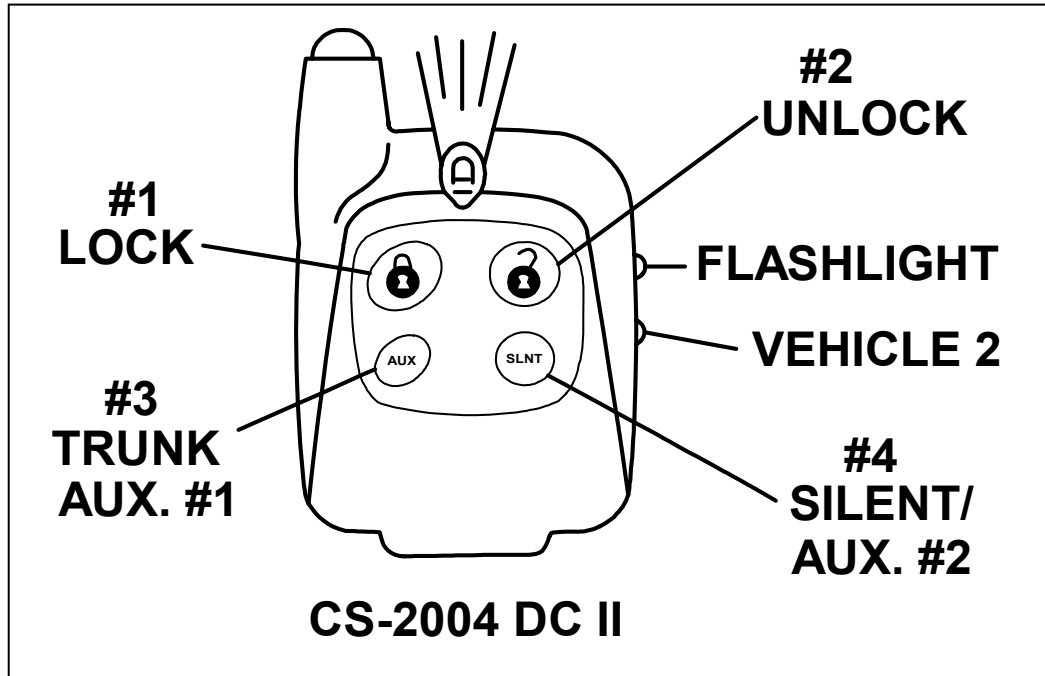 #1
LOCK
#2
UNLOCK
FLASHLIGHT
VEHICLE 2
AUX
SLNT
#3
TRUNK
AUX. #1
#4
SILENT/
AUX. #2
CS-2004 DC II